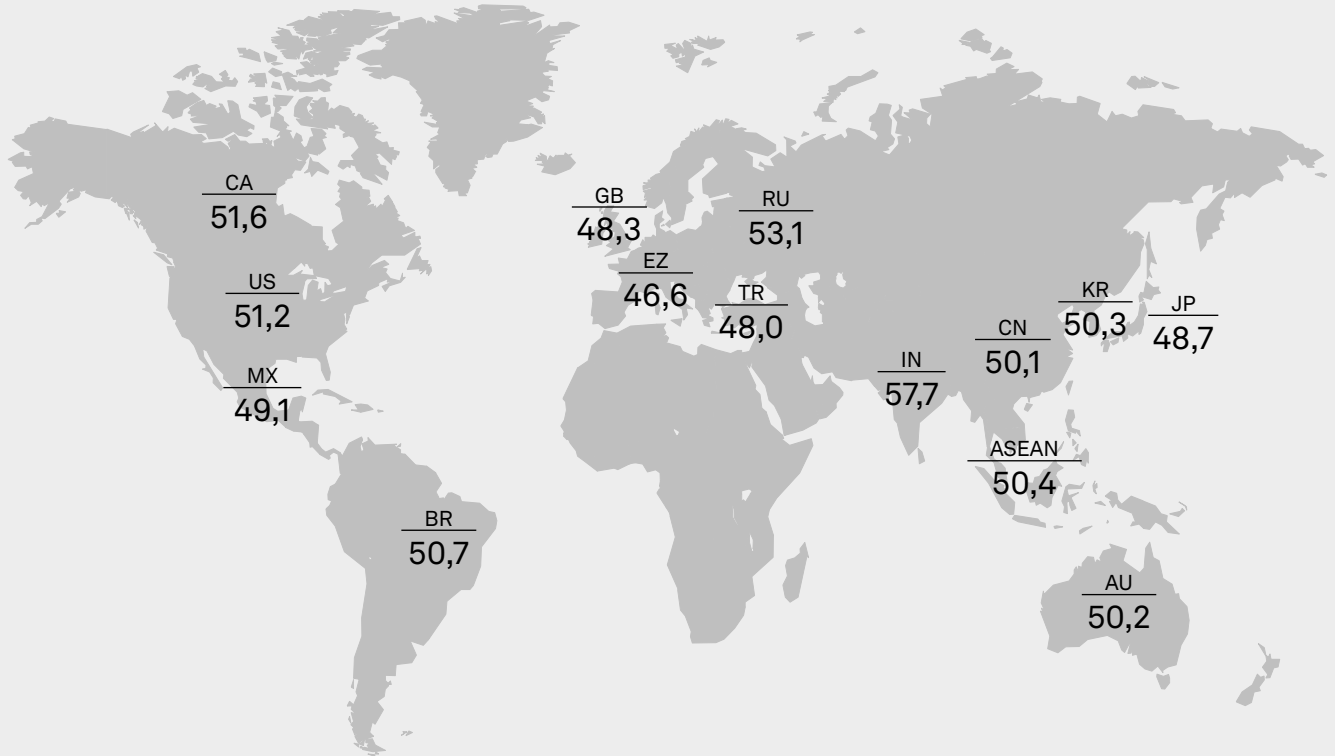 CA
51,6
GB
48,3
RU
53,1
EZ
46,6
US
51,2
TR
48,0
KR
50,3
JP
48,7
CN
50,1
IN
57,7
MX
49,1
ASEAN
50,4
BR
50,7
AU
50,2